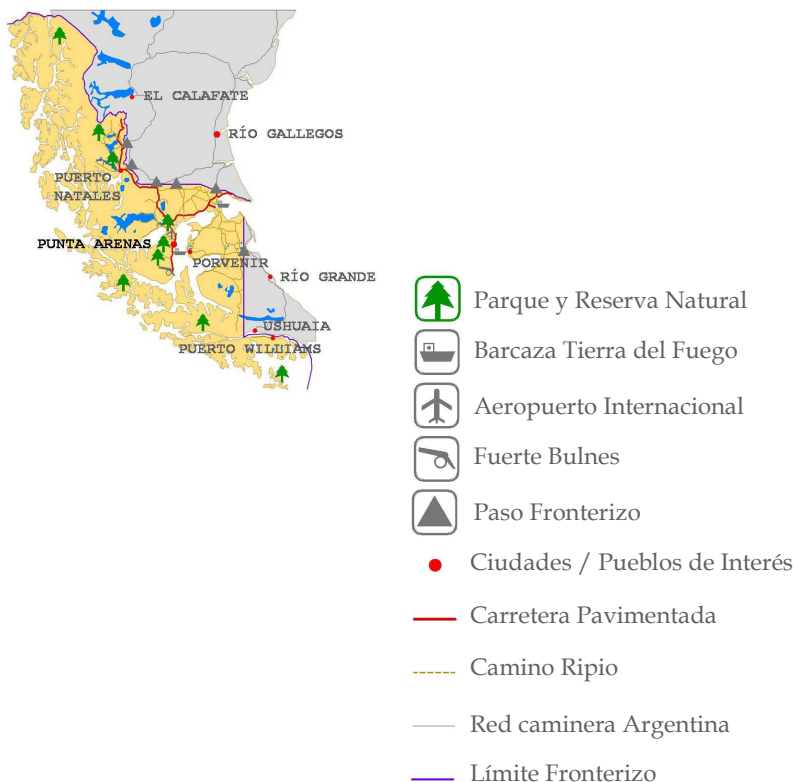 EL CALAFATE
RÍO GALLEGOS
PUERTO
NATALES
PUNTA ARENAS
PORVENIR
RÍO GRANDE
USHUAIA
PUERTO WILLIAMS
Parque y Reserva Natural
Barcaza Tierra del Fuego
Aeropuerto Internacional
Fuerte Bulnes
Paso Fronterizo
Ciudades / Pueblos de Interés
Carretera Pavimentada
Camino Ripio
Red caminera Argentina
Límite Fronterizo